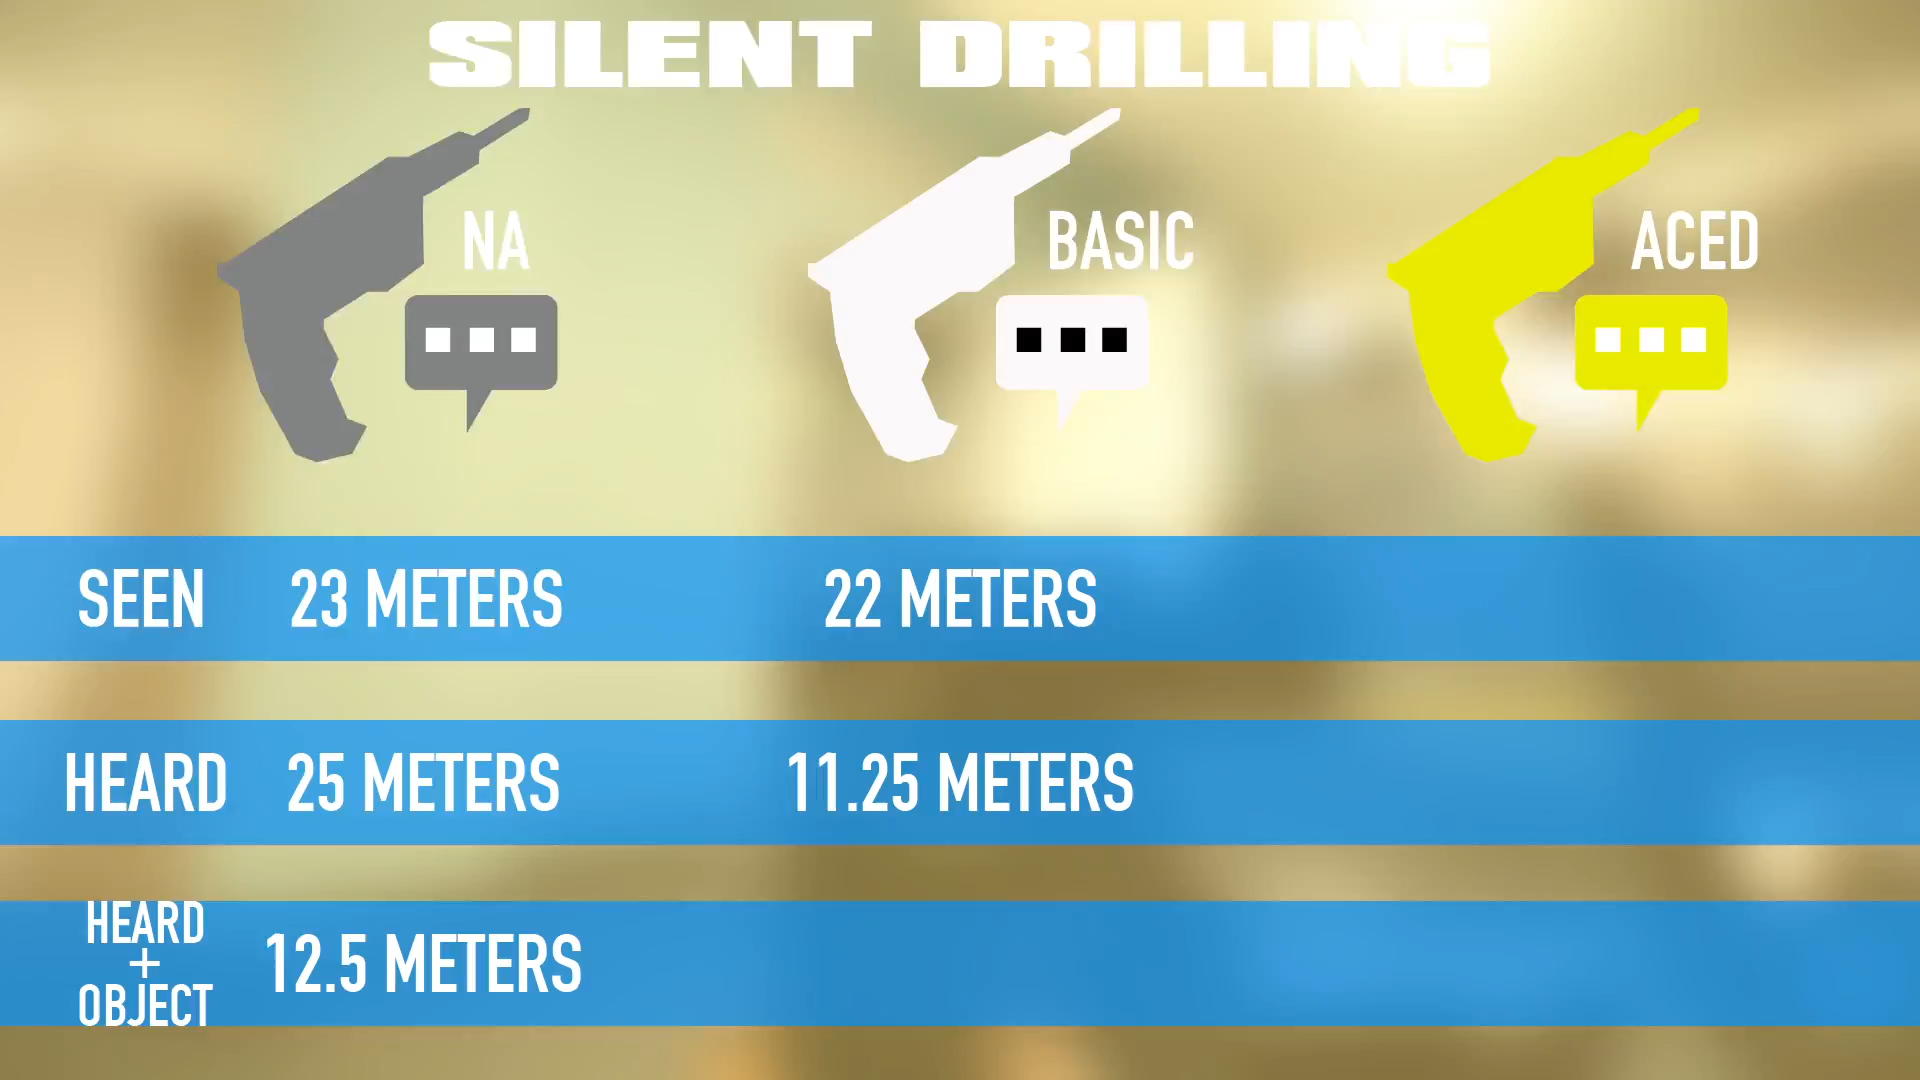 SILENT DRILLING
NA
BASIC
ACED
SEEN 23 METERS 22 METERS
HEARD 25 METERS 11.25 METERS
HEARD
+
OBJECT
12.5 METERS